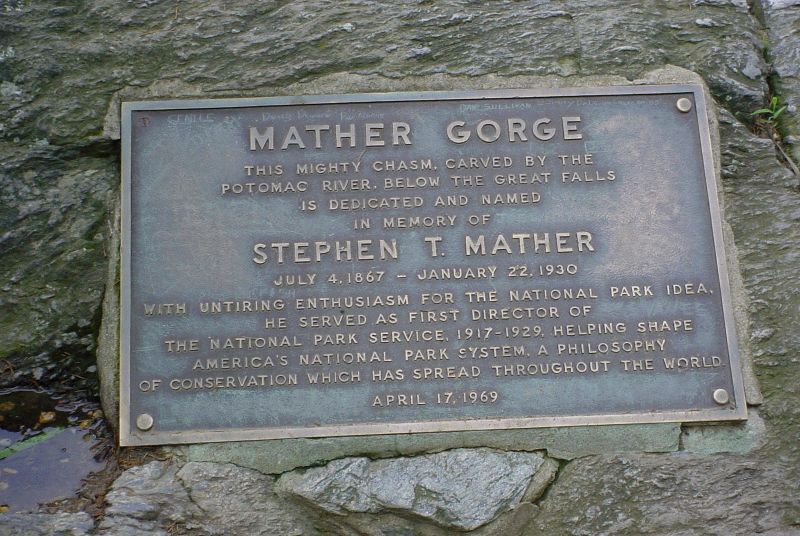 DAN SULLIVAN
MATHER GORGE
THIS MIGHTY CHASM, CARVED BY THE
POTOMAC RIVER, BELOW THE GREAT FALLS
IS DEDICATED AND NAMED
IN MEMORY OF
STEPHEN T. MATHER
JULY 4, 1867 – JANUARY 22, 1930
WITH UNTIRING ENTHUSIASM FOR THE NATIONAL PARK IDEA,
HE SERVED AS FIRST DIRECTOR OF
THE NATIONAL PARK SERVICE, 1917-1929, HELPING SHAPE
AMERICA'S NATIONAL PARK SYSTEM, A PHILOSOPHY
OF CONSERVATION WHICH HAS SPREAD THROUGHOUT THE WORLD
APRIL 17, 1969